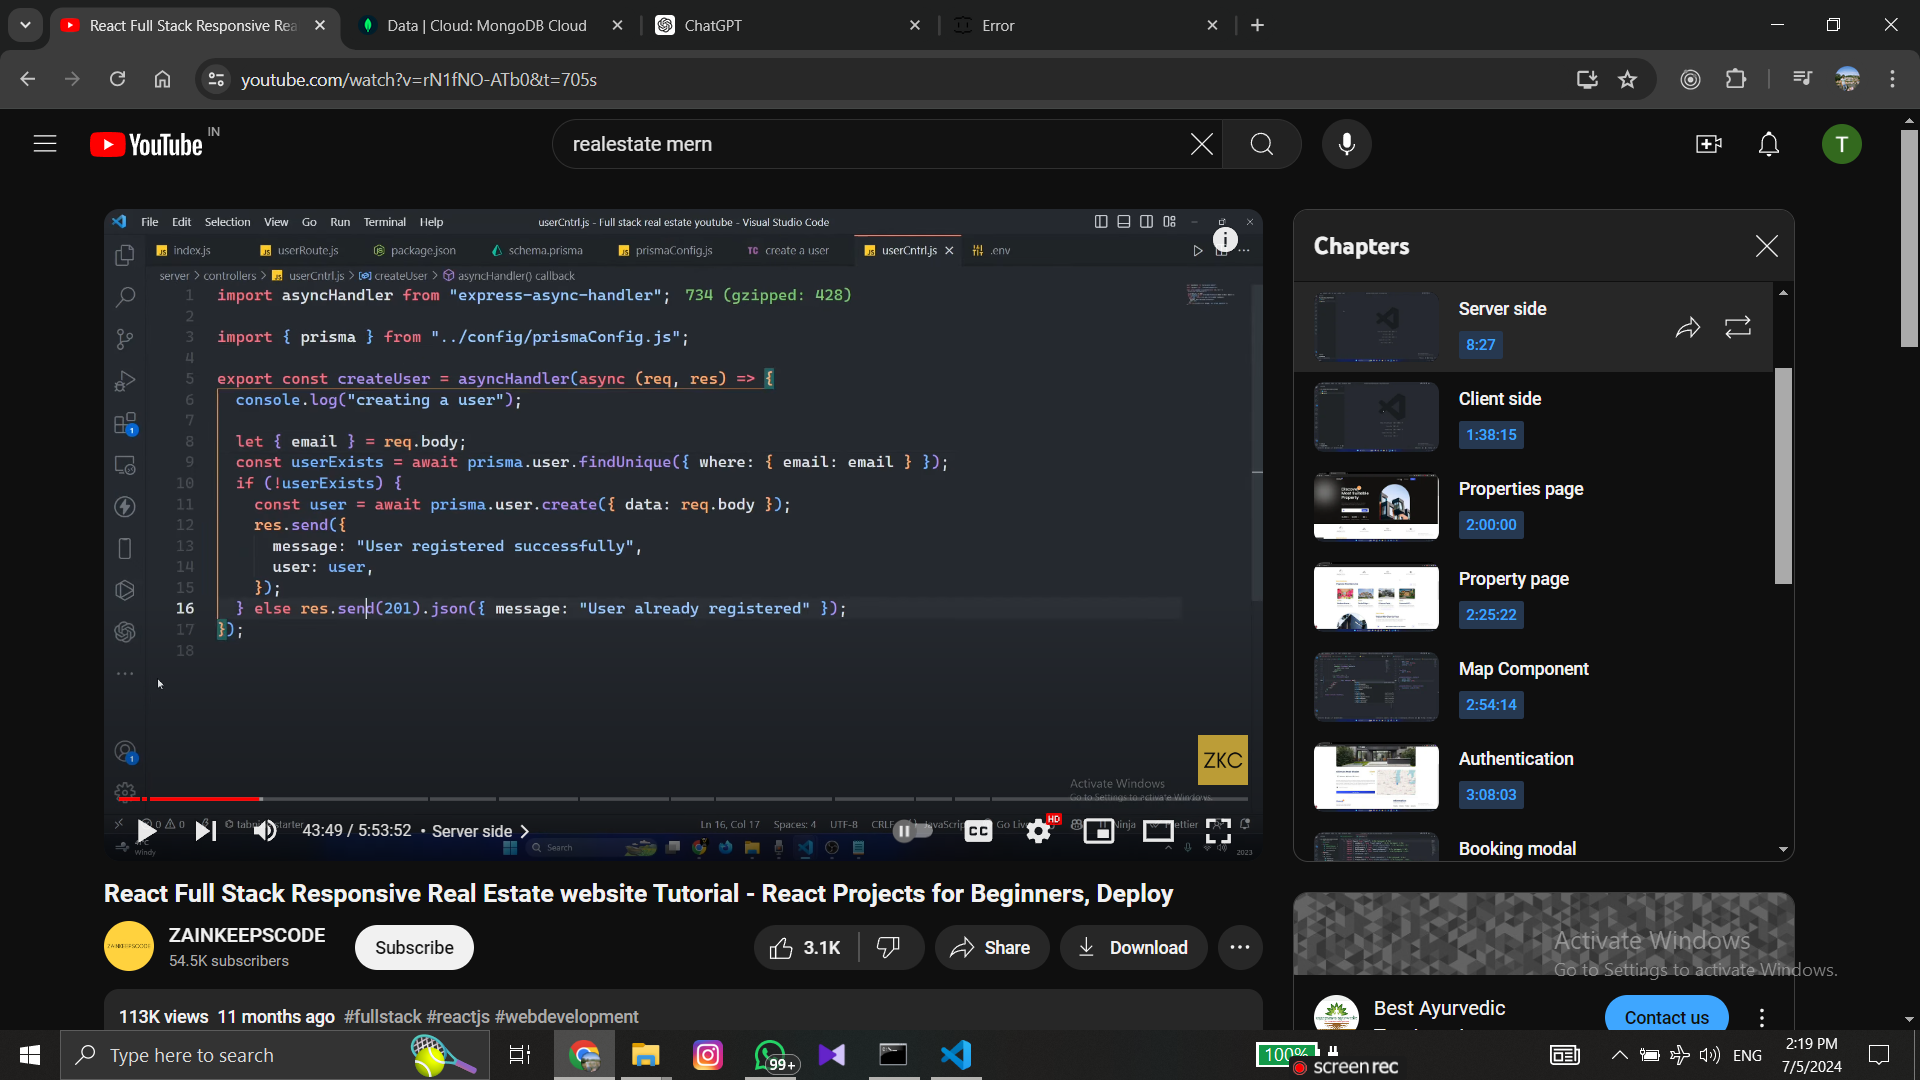 React Full Stack Responsive Rea
Data | Cloud: MongoDB Cloud
ChatGPT
Error
youtube.com/watch?v=rN1fNO-ATb0&t=705s
YouTube IN
realestate mern
T
File Edit Selection View Go Run Terminal Help
userCntrl.js - Full stack real estate youtube - Visual Studio Code
index.js userRoute.js package.json schema.prisma prismaConfig.js create a user userCntrl.js .env
server > controllers > userCntrl.js > createUser > asyncHandler() callback
1 import asyncHandler from "express-async-handler"; 734 (gzipped: 428)
2
3 import { prisma } from "../config/prismaConfig.js";
4
5 export const createUser = asyncHandler(async (req, res) => {
6 console.log("creating a user");
7
8 let { email } = req.body;
9 const userExists = await prisma.user.findUnique({ where: { email: email } });
10 if (!userExists) {
11 const user = await prisma.user.create({ data: req.body });
12 res.send({
13 message: "User registered successfully",
14 user: user,
15 });
16 } else res.send(201).json({ message: "User already registered" });
17 });
18
ZKC
Activate Windows
Go to Settings to activate Windows.
43:49 / 5:53:52 • Server side
Ln 16, Col 17 Spaces: 4 UTF-8 CRLF
CC
HD
Search
2023
Chapters
Server side
8:27
Client side
1:38:15
Properties page
2:00:00
Property page
2:25:22
Map Component
2:54:14
Authentication
3:08:03
Booking modal
React Full Stack Responsive Real Estate website Tutorial - React Projects for Beginners, Deploy
ZAINKEEPSCODE
54.5K subscribers
Subscribe
3.1K
Share
Download
113K views 11 months ago #fullstack #reactjs #webdevelopment
Activate Windows
Go to Settings to activate Windows.
Best Ayurvedic
Contact us
Type here to search
99+
100%
screen rec
ENG
2:19 PM
7/5/2024